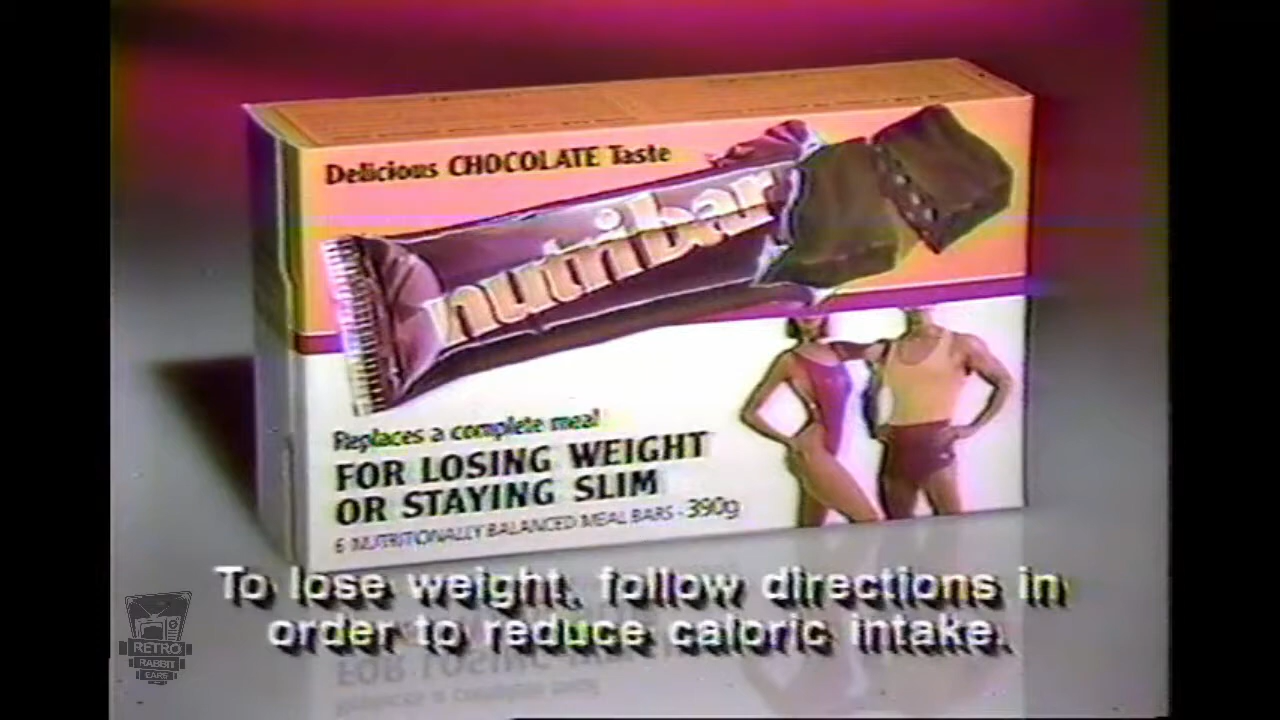 Delicious CHOCOLATE Taste
nutribar
Replaces a complete meal
FOR LOSING WEIGHT
OR STAYING SLIM
6 NUTRITIONALLY BALANCED MEAL BARS - 390g
To lose weight, follow directions in
order to reduce caloric intake.
RETRO
RABBIT
EARS